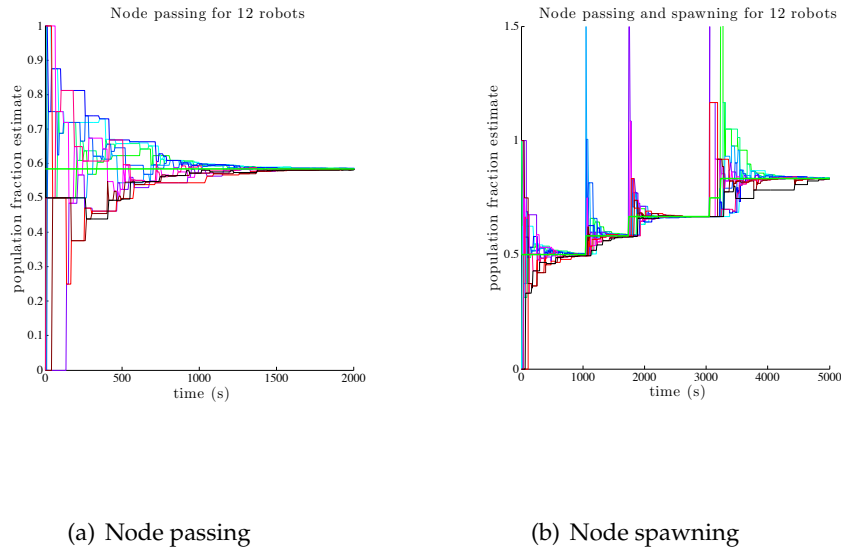 Node passing for 12 robots
population fraction estimate
1
0.9
0.8
0.7
0.6
0.5
0.4
0.3
0.2
0.1
0
0 500 1000 1500 2000
time (s)
(a) Node passing
Node passing and spawning for 12 robots
population fraction estimate
1.5
1
0.5
0
0 1000 2000 3000 4000 5000
time (s)
(b) Node spawning